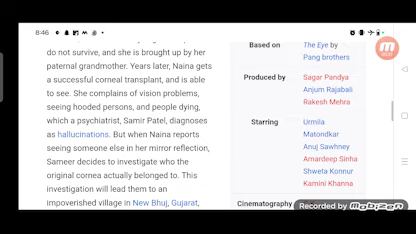 8:46
do not survive, and she is brought up by her
paternal grandmother. Years later, Naina gets
a successful corneal transplant, and is able
to see. She complains of vision problems,
seeing hooded persons, and people dying,
which a psychiatrist, Samir Patel, diagnoses
as hallucinations. But when Naina reports
seeing someone else in her mirror reflection,
Sameer decides to investigate who the
original cornea actually belonged to. This
investigation will lead them to an
impoverished village in New Bhuj, Gujarat,
Based on
The Eye by
Pang brothers
Produced by
Sagar Pandya
Anjum Rajabali
Rakesh Mehra
Starring
Urmila
Matondkar
Anuj Sawhney
Amardeep Sinha
Shweta Konnur
Kamini Khanna
Cinematography
Recorded by
MOBIZEN